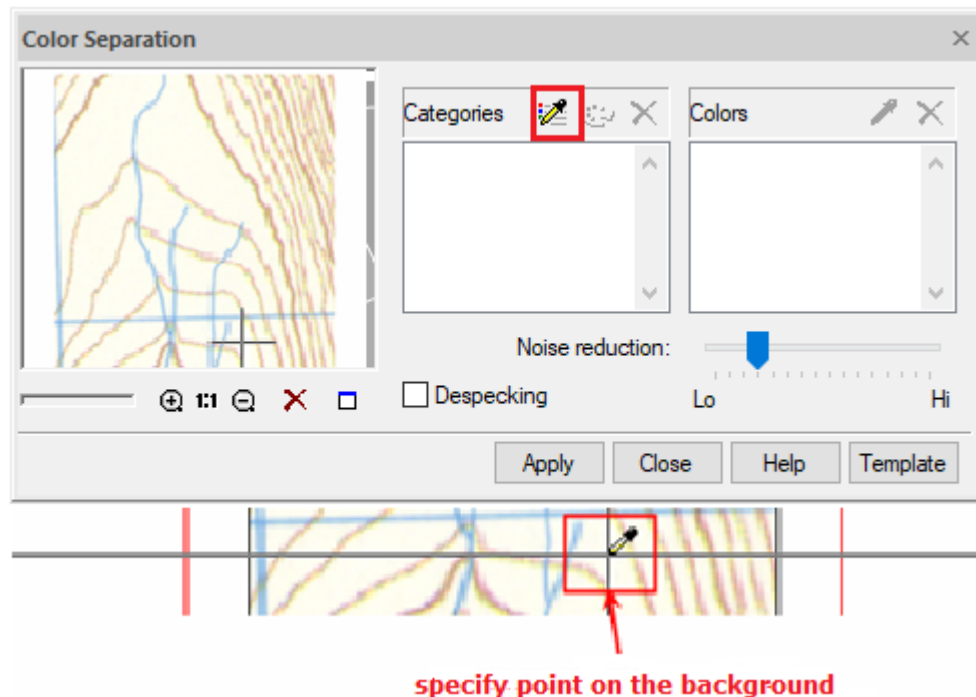 Color Separation
Categories
Colors
Noise reduction:
Despecking
Lo
Hi
1:1
Apply
Close
Help
Template
specify point on the background